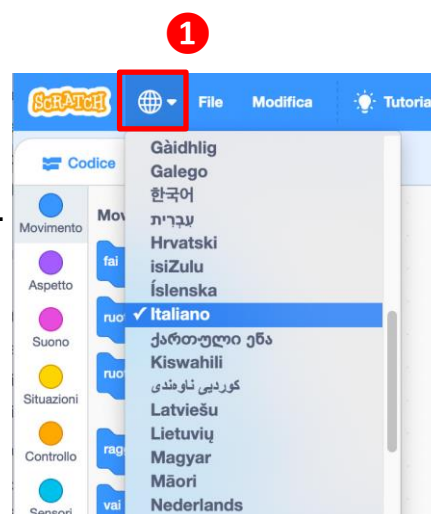 1
SCRATCH File Modifica Tutoria
Codice
Gàidhlig
Galego
한국어
עִבְרִית
Hrvatski
isiZulu
Íslenska
✓ Italiano
ქართული ენა
Kiswahili
کوردیی ناوەندی
Latviešu
Lietuvių
Magyar
Māori
Nederlands
Movimento
Aspetto
Suono
Situazioni
Controllo
Sensori
Mov
fai
ruo
ruo
rag
vai